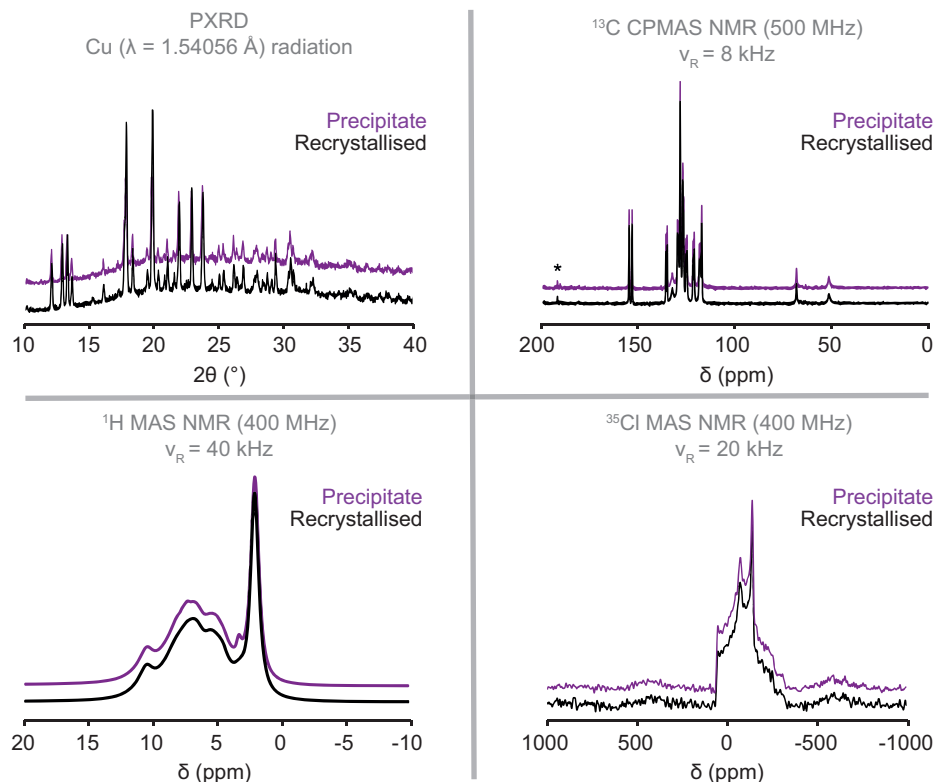 PXRD
Cu (λ = 1.54056 Å) radiation
Precipitate
Recrystallised
10 15 20 25 30 35 40
2θ (°)
¹³C CPMAS NMR (500 MHz)
νR = 8 kHz
Precipitate
Recrystallised
*
200 150 100 50 0
δ (ppm)
¹H MAS NMR (400 MHz)
νR = 40 kHz
Precipitate
Recrystallised
20 15 10 5 0 -5 -10
δ (ppm)
³⁵Cl MAS NMR (400 MHz)
νR = 20 kHz
Precipitate
Recrystallised
1000 500 0 -500 -1000
δ (ppm)